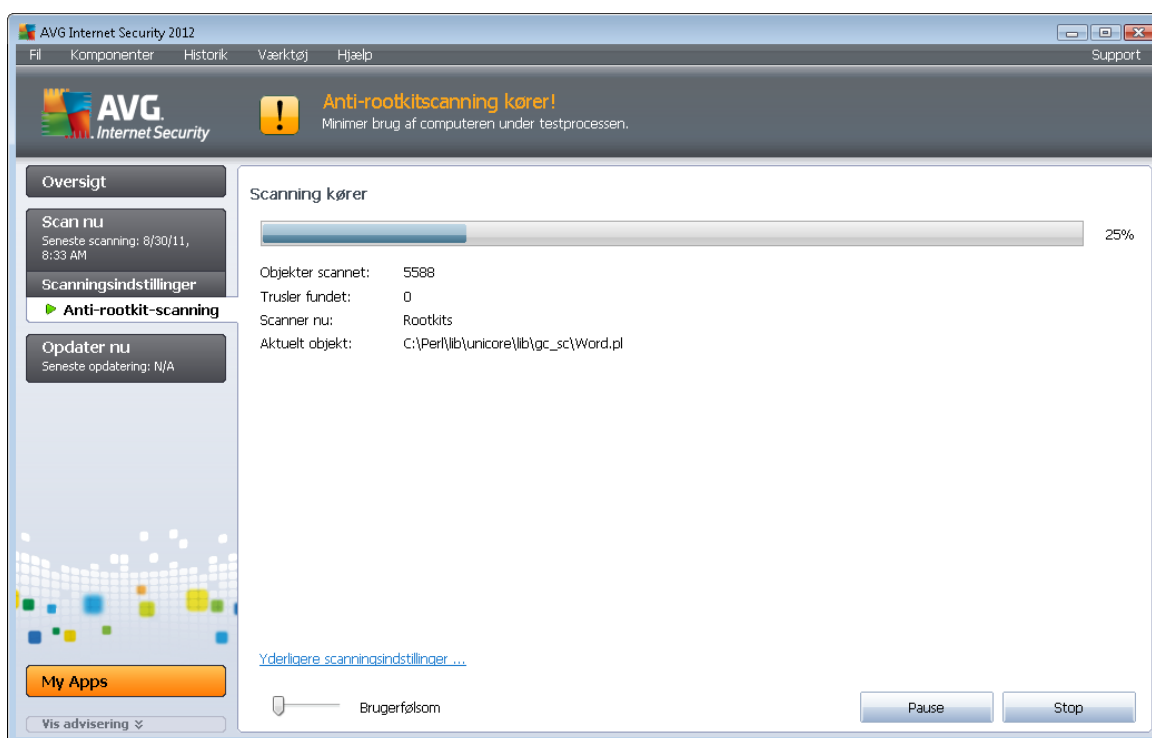 AVG Internet Security 2012
Fil Komponenter Historik Værktøj Hjælp Support
AVG.
Internet Security
Anti-rootkitscanning kører!
Minimer brug af computeren under testprocessen.
Oversigt
Scan nu
Seneste scanning: 8/30/11,
8:33 AM
Scanningsindstillinger
Anti-rootkit-scanning
Opdater nu
Seneste opdatering: N/A
My Apps
Vis advisering
Scanning kører
25%
Objekter scannet: 5588
Trusler fundet: 0
Scanner nu: Rootkits
Aktuelt objekt: C:\Perl\lib\unicore\lib\gc_sc\Word.pl
Yderligere scanningsindstillinger ...
Brugerfølsom
Pause Stop